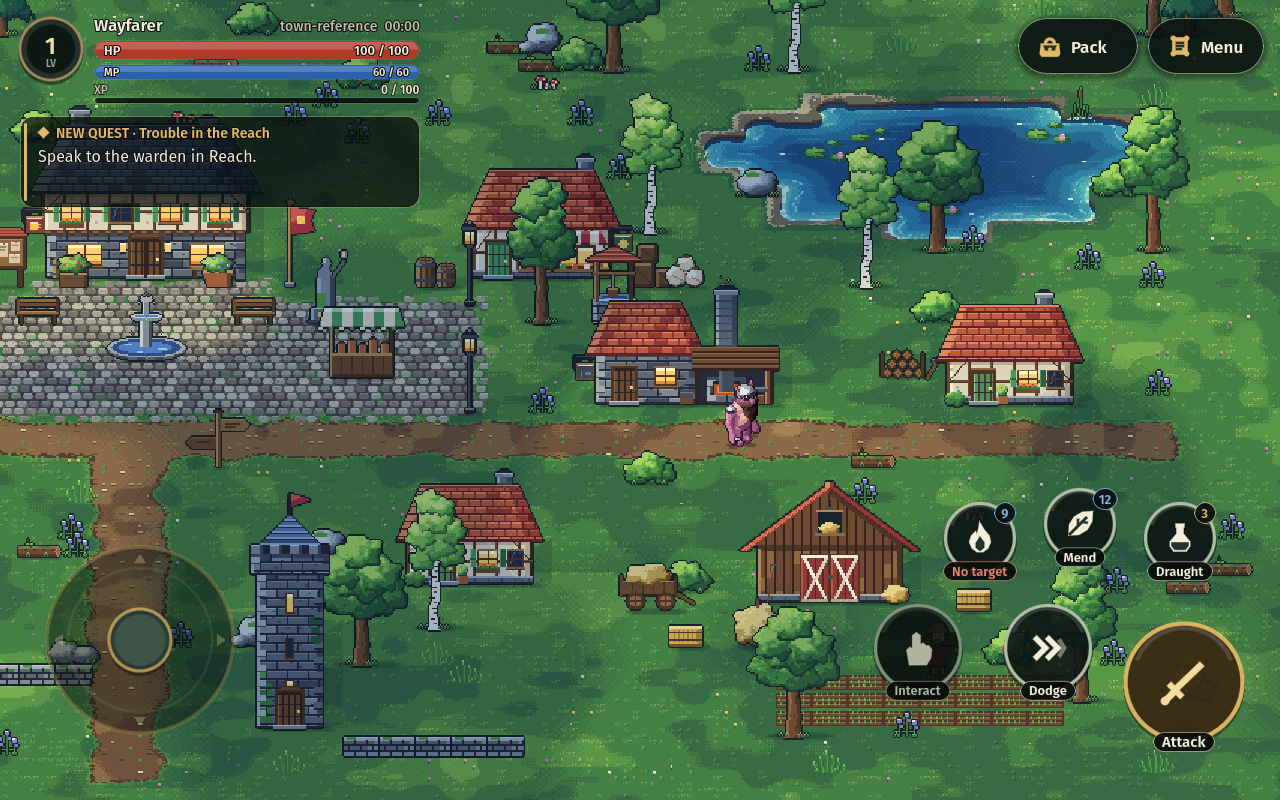 Wayfarer
town-reference 00:00
1
LV
HP 100 / 100
MP 60 / 60
XP 0 / 100
Pack
Menu
NEW QUEST · Trouble in the Reach
Speak to the warden in Reach.
9
No target
12
Mend
3
Draught
Interact
Dodge
Attack